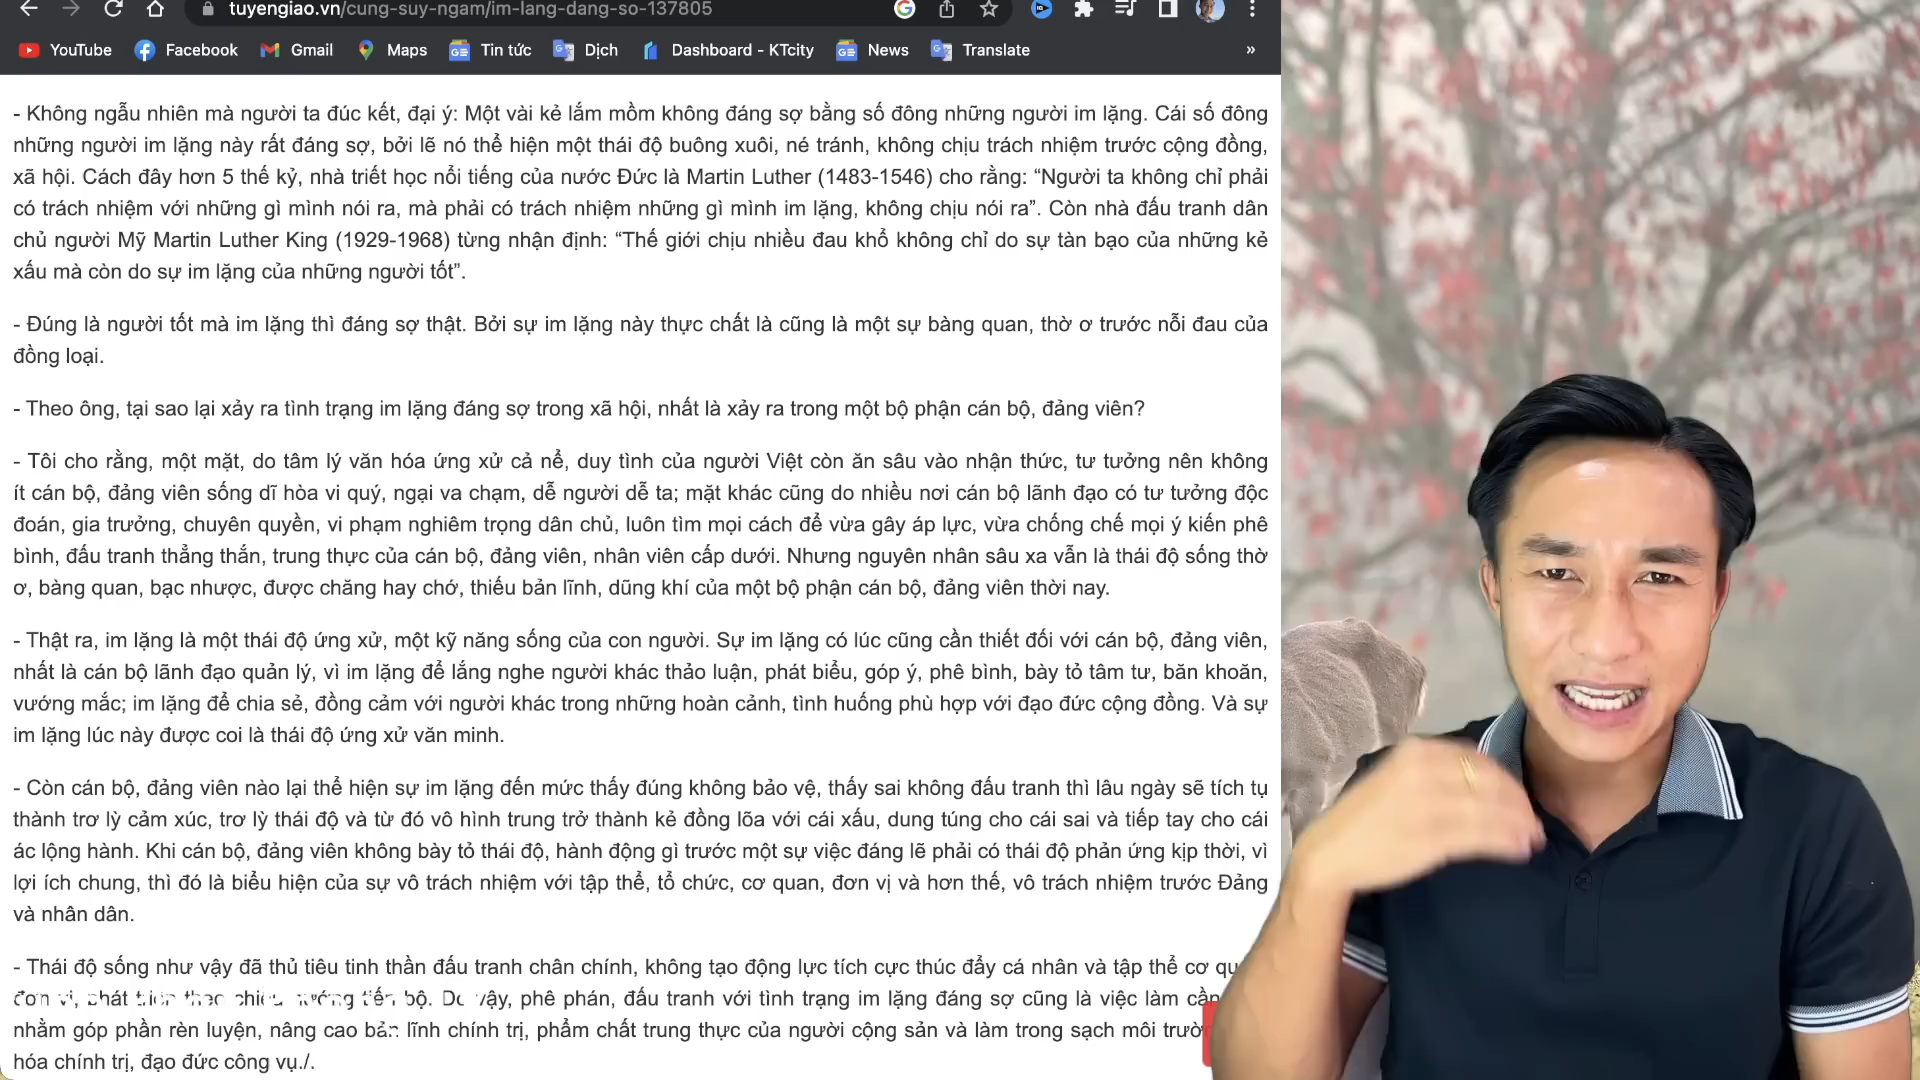 tuyengiao.vn/cung-suy-ngam/im-lang-dang-so-137805
YouTube Facebook Gmail Maps Tin tức Dịch Dashboard - KTcity News Translate »
- Không ngẫu nhiên mà người ta đúc kết, đại ý: Một vài kẻ lắm mồm không đáng sợ bằng số đông những người im lặng. Cái số đông
những người im lặng này rất đáng sợ, bởi lẽ nó thể hiện một thái độ buông xuôi, né tránh, không chịu trách nhiệm trước cộng đồng,
xã hội. Cách đây hơn 5 thế kỷ, nhà triết học nổi tiếng của nước Đức là Martin Luther (1483-1546) cho rằng: “Người ta không chỉ phải
có trách nhiệm với những gì mình nói ra, mà phải có trách nhiệm những gì mình im lặng, không chịu nói ra”. Còn nhà đấu tranh dân
chủ người Mỹ Martin Luther King (1929-1968) từng nhận định: “Thế giới chịu nhiều đau khổ không chỉ do sự tàn bạo của những kẻ
xấu mà còn do sự im lặng của những người tốt”.
- Đúng là người tốt mà im lặng thì đáng sợ thật. Bởi sự im lặng này thực chất là cũng là một sự bàng quan, thờ ơ trước nỗi đau của
đồng loại.
- Theo ông, tại sao lại xảy ra tình trạng im lặng đáng sợ trong xã hội, nhất là xảy ra trong một bộ phận cán bộ, đảng viên?
- Tôi cho rằng, một mặt, do tâm lý văn hóa ứng xử cả nể, duy tình của người Việt còn ăn sâu vào nhận thức, tư tưởng nên không
ít cán bộ, đảng viên sống dĩ hòa vi quý, ngại va chạm, dễ người dễ ta; mặt khác cũng do nhiều nơi cán bộ lãnh đạo có tư tưởng độc
đoán, gia trưởng, chuyên quyền, vi phạm nghiêm trọng dân chủ, luôn tìm mọi cách để vừa gây áp lực, vừa chống chế mọi ý kiến phê
bình, đấu tranh thẳng thắn, trung thực của cán bộ, đảng viên, nhân viên cấp dưới. Nhưng nguyên nhân sâu xa vẫn là thái độ sống thờ
ơ, bàng quan, bạc nhược, được chăng hay chớ, thiếu bản lĩnh, dũng khí của một bộ phận cán bộ, đảng viên thời nay.
- Thật ra, im lặng là một thái độ ứng xử, một kỹ năng sống của con người. Sự im lặng có lúc cũng cần thiết đối với cán bộ, đảng viên,
nhất là cán bộ lãnh đạo quản lý, vì im lặng để lắng nghe người khác thảo luận, phát biểu, góp ý, phê bình, bày tỏ tâm tư, băn khoăn,
vướng mắc; im lặng để chia sẻ, đồng cảm với người khác trong những hoàn cảnh, tình huống phù hợp với đạo đức cộng đồng. Và sự
im lặng lúc này được coi là thái độ ứng xử văn minh.
- Còn cán bộ, đảng viên nào lại thể hiện sự im lặng đến mức thấy đúng không bảo vệ, thấy sai không đấu tranh thì lâu ngày sẽ tích tụ
thành trơ lỳ cảm xúc, trơ lỳ thái độ và từ đó vô hình trung trở thành kẻ đồng lõa với cái xấu, dung túng cho cái sai và tiếp tay cho cái
ác lộng hành. Khi cán bộ, đảng viên không bày tỏ thái độ, hành động gì trước một sự việc đáng lẽ phải có thái độ phản ứng kịp thời, vì
lợi ích chung, thì đó là biểu hiện của sự vô trách nhiệm với tập thể, tổ chức, cơ quan, đơn vị và hơn thế, vô trách nhiệm trước Đảng
và nhân dân.
- Thái độ sống như vậy đã thủ tiêu tinh thần đấu tranh chân chính, không tạo động lực tích cực thúc đẩy cá nhân và tập thể cơ
theo hướng tiến bộ. Do vậy, phê phán, đấu tranh với tình trạng im lặng đáng sợ cũng là việc làm cần
nhằm góp phần rèn luyện, nâng cao bản lĩnh chính trị, phẩm chất trung thực của người cộng sản và làm trong sạch môi
hóa chính trị, đạo đức công vụ./.